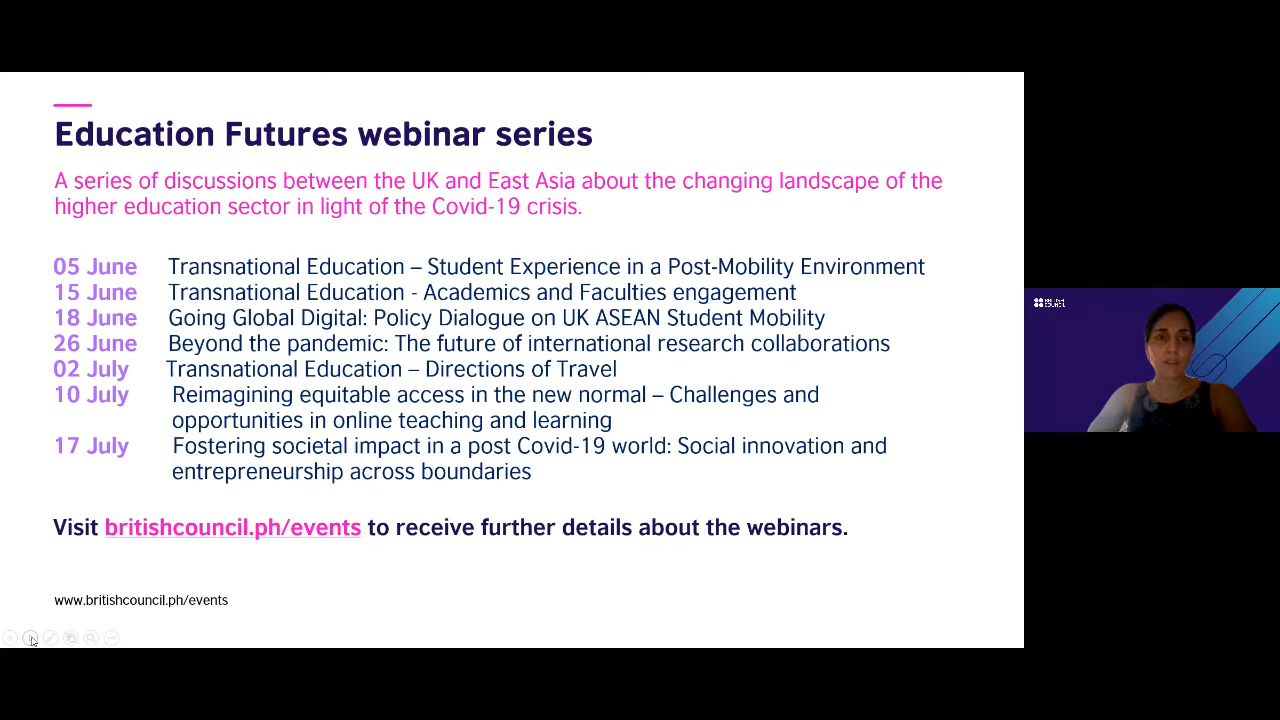 Education Futures webinar series
A series of discussions between the UK and East Asia about the changing landscape of the
higher education sector in light of the Covid-19 crisis.
05 June Transnational Education – Student Experience in a Post-Mobility Environment
15 June Transnational Education - Academics and Faculties engagement
18 June Going Global Digital: Policy Dialogue on UK ASEAN Student Mobility
26 June Beyond the pandemic: The future of international research collaborations
02 July Transnational Education – Directions of Travel
10 July Reimagining equitable access in the new normal – Challenges and
opportunities in online teaching and learning
17 July Fostering societal impact in a post Covid-19 world: Social innovation and
entrepreneurship across boundaries
Visit britishcouncil.ph/events to receive further details about the webinars.
www.britishcouncil.ph/events
BRITISH
COUNCIL